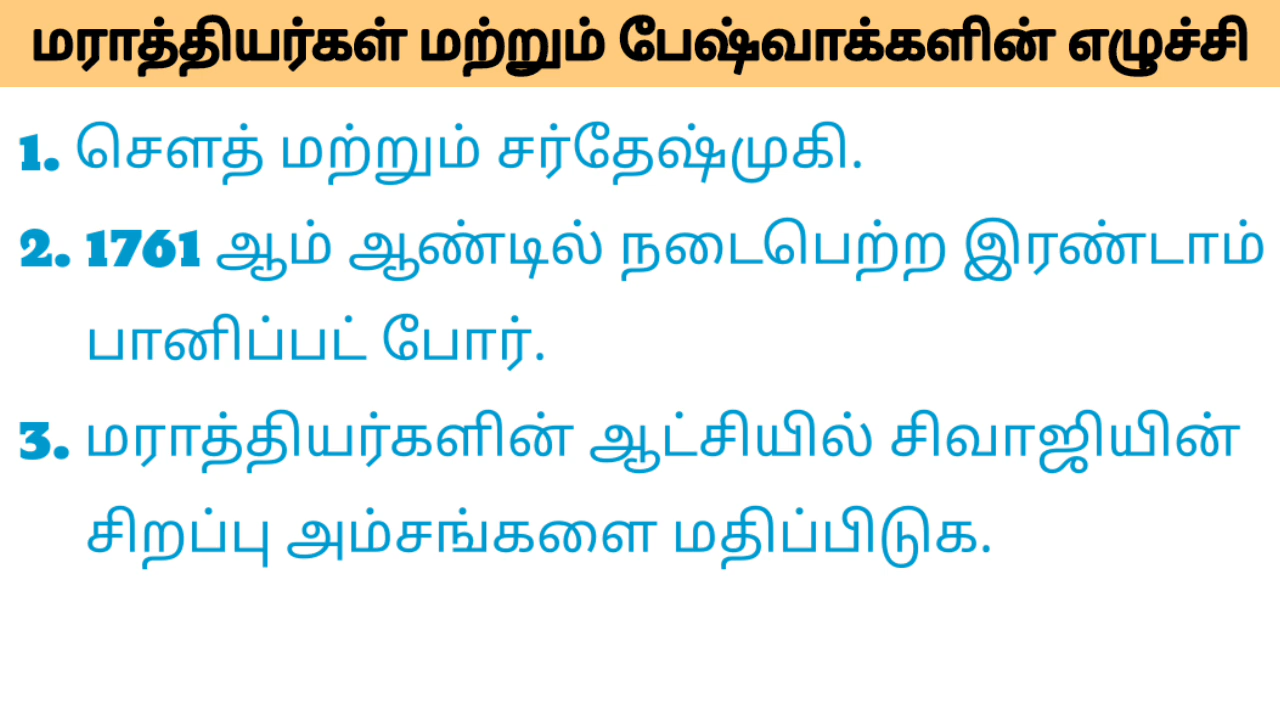 மராத்தியர்கள் மற்றும் பேஷ்வாக்களின் எழுச்சி
1. சௌத் மற்றும் சர்தேஷ்முகி.
2. 1761 ஆம் ஆண்டில் நடைபெற்ற இரண்டாம்
பானிப்பட் போர்.
3. மராத்தியர்களின் ஆட்சியில் சிவாஜியின்
சிறப்பு அம்சங்களை மதிப்பிடுக.